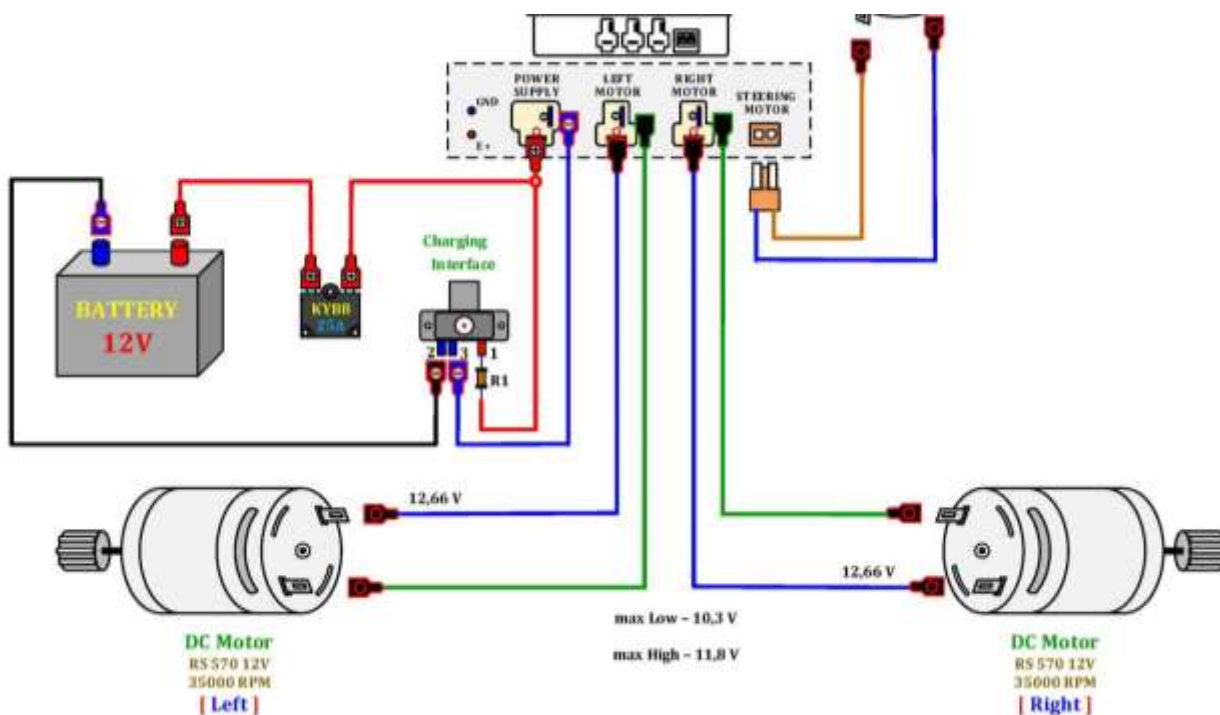 POWER
SUPPLY
LEFT
MOTOR
RIGHT
MOTOR
STEERING
MOTOR
GND
E +
Charging
Interface
BATTERY
12V
KYBB
25A
2
3
1
R1
12,66 V
12,66 V
max Low – 10,3 V
max High – 11,8 V
DC Motor
RS 570 12V
35000 RPM
[ Left ]
DC Motor
RS 570 12V
35000 RPM
[ Right ]